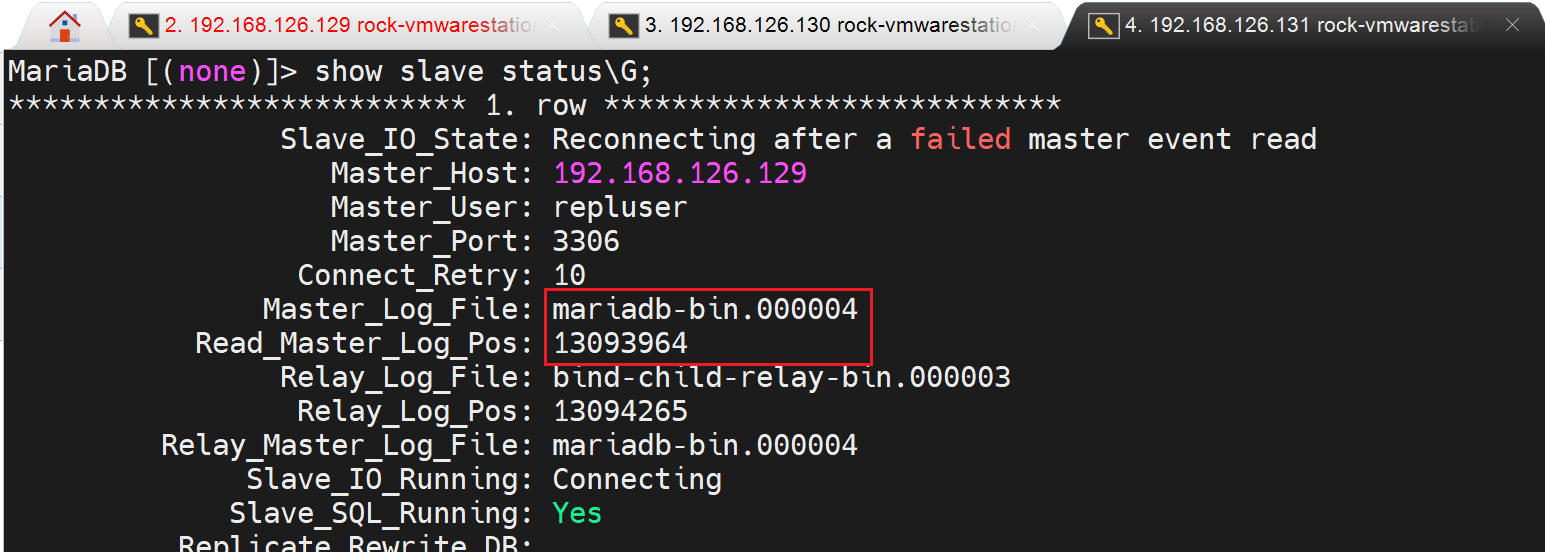 2. 192.168.126.129 rock-vmwarestation
3. 192.168.126.130 rock-vmwarestation
4. 192.168.126.131 rock-vmwarestat
MariaDB [(none)]> show slave status\G;
*************************** 1. row ***************************
Slave_IO_State: Reconnecting after a failed master event read
Master_Host: 192.168.126.129
Master_User: repluser
Master_Port: 3306
Connect_Retry: 10
Master_Log_File: mariadb-bin.000004
Read_Master_Log_Pos: 13093964
Relay_Log_File: bind-child-relay-bin.000003
Relay_Log_Pos: 13094265
Relay_Master_Log_File: mariadb-bin.000004
Slave_IO_Running: Connecting
Slave_SQL_Running: Yes
Replicate_Rewrite_DB: